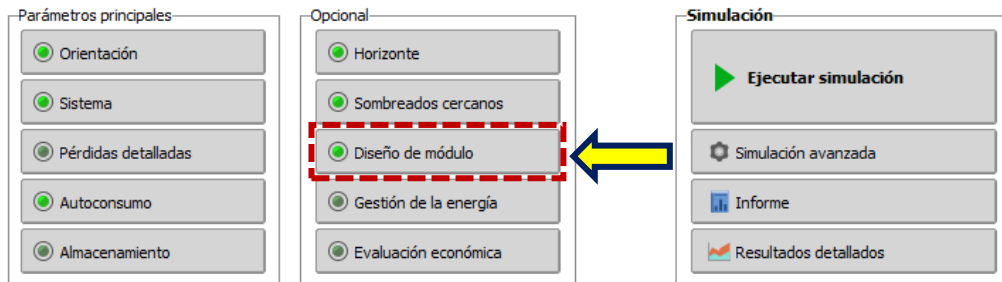 Parámetros principales
Orientación
Sistema
Pérdidas detalladas
Autoconsumo
Almacenamiento
Opcional
Horizonte
Sombreados cercanos
Diseño de módulo
Gestión de la energía
Evaluación económica
Simulación
Ejecutar simulación
Simulación avanzada
Informe
Resultados detallados